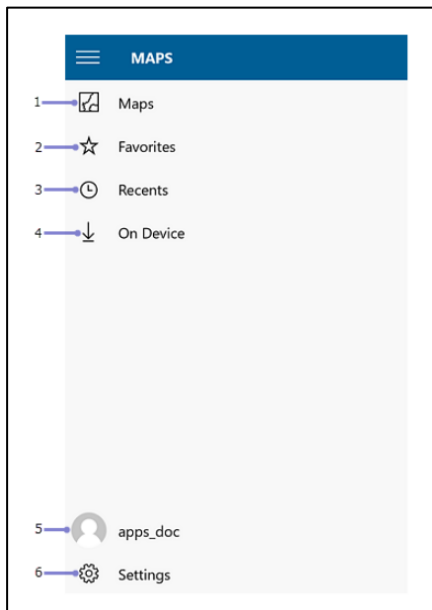 MAPS
1 Maps
2 Favorites
3 Recents
4 On Device
5 apps_doc
6 Settings